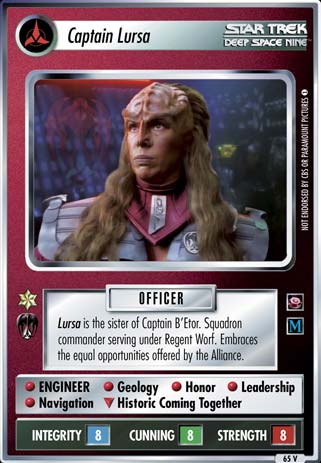 Captain Lursa
STAR TREK
DEEP SPACE NINE™
NOT ENDORSED BY CBS OR PARAMOUNT PICTURES
OFFICER
Lursa is the sister of Captain B'Etor. Squadron
commander serving under Regent Worf. Embraces
the equal opportunities offered by the Alliance.
M
ENGINEER Geology Honor Leadership
Navigation Historic Coming Together
INTEGRITY 8 CUNNING 8 STRENGTH 8
65 V